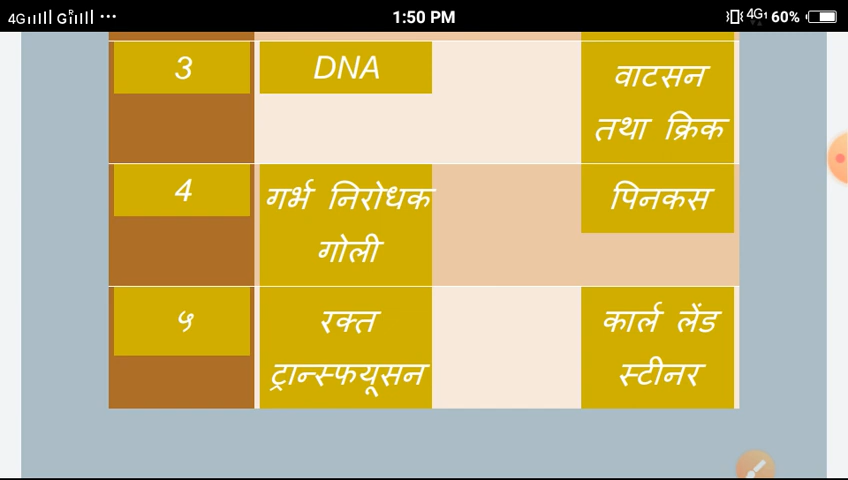 4G G R 1:50 PM 4G 60%
3 DNA वाटसन
तथा क्रिक
4 गर्भ निरोधक पिनकस
गोली
५ रक्त कार्ल लेंड
ट्रान्स्फयूसन स्टीनर